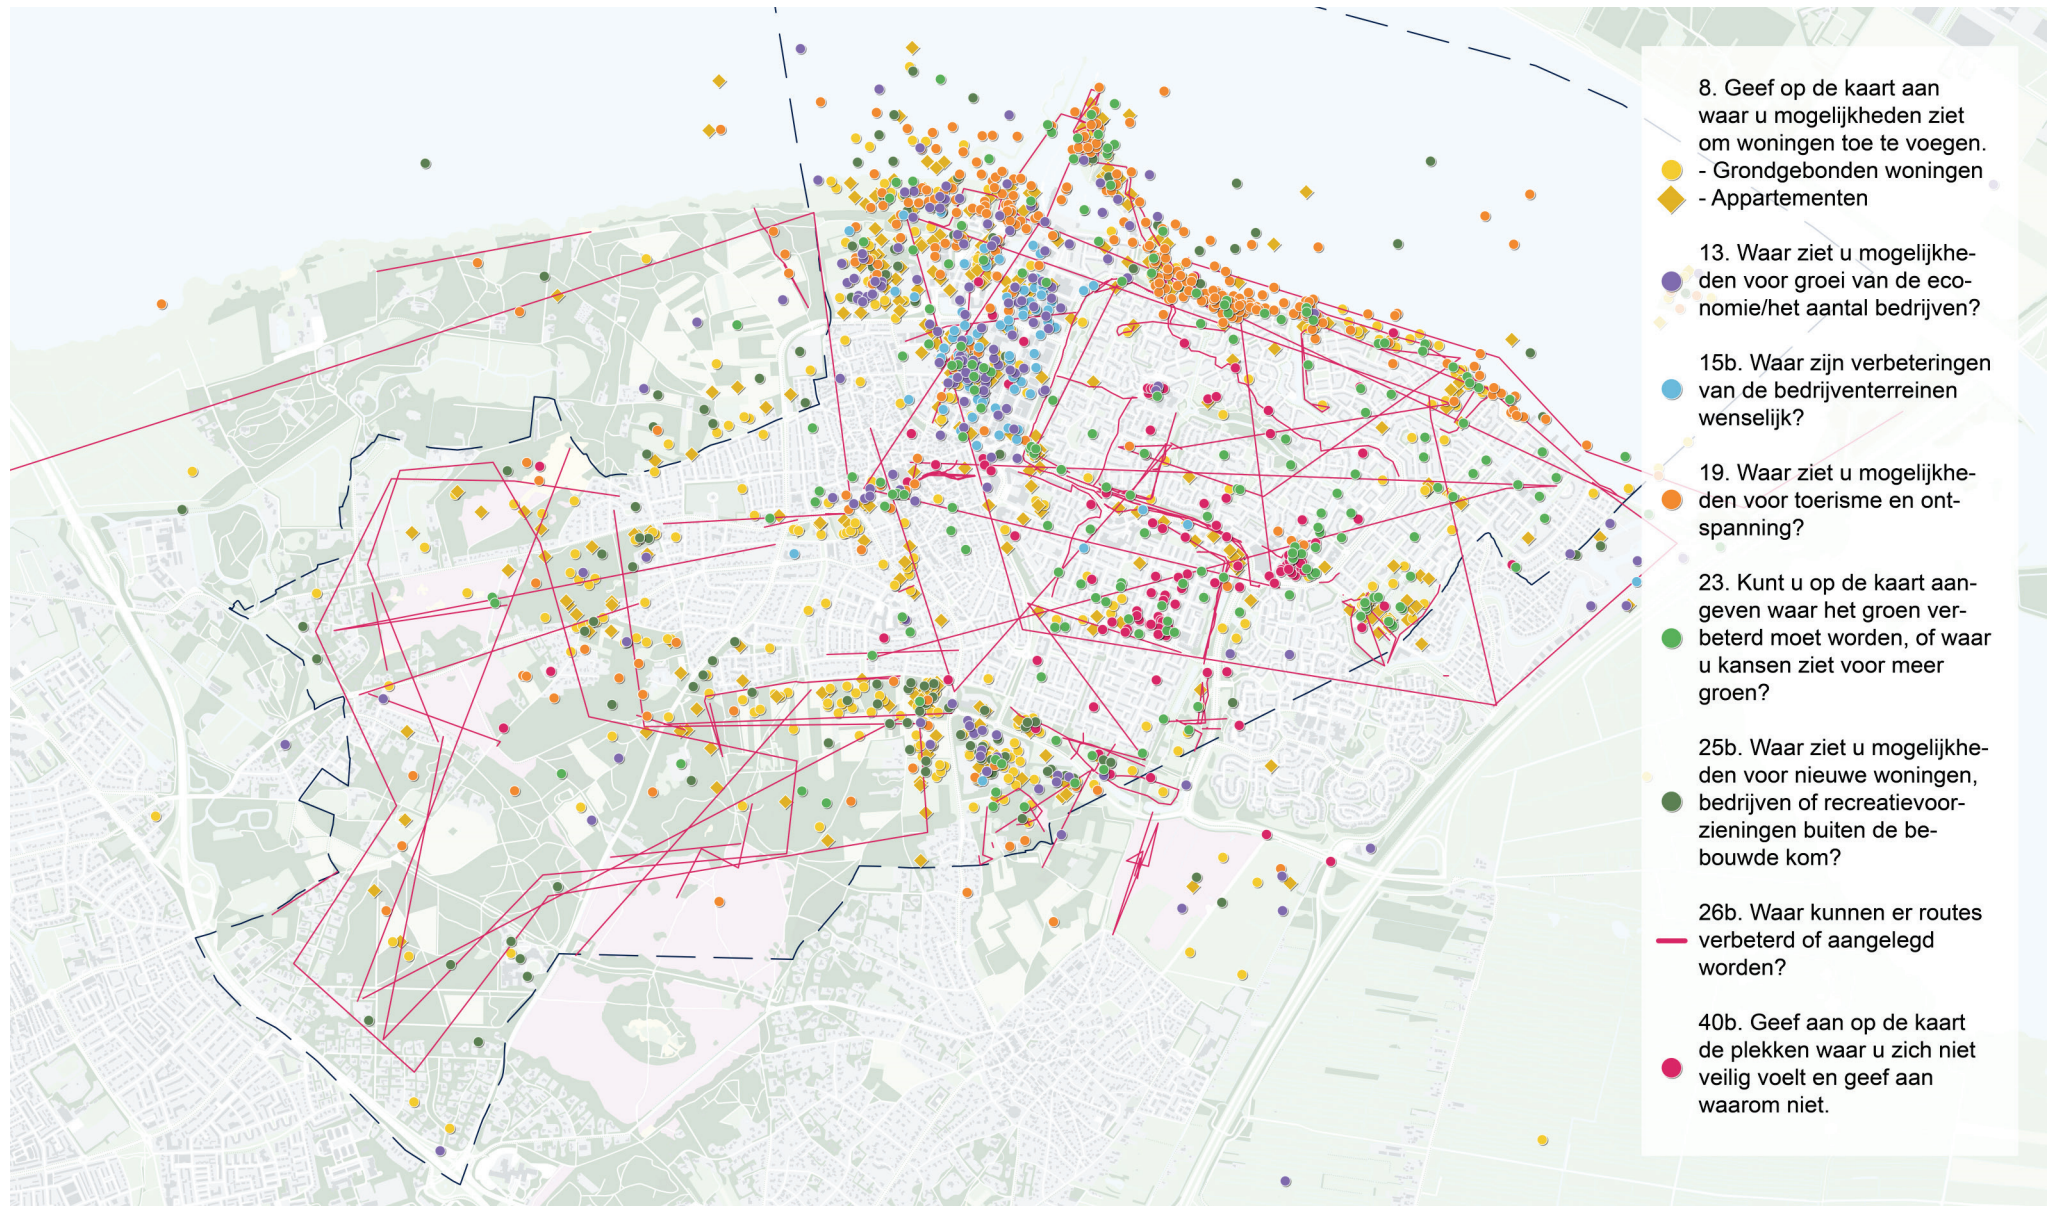 8. Geef op de kaart aan
waar u mogelijkheden ziet
om woningen toe te voegen.
- Grondgebonden woningen
- Appartementen
13. Waar ziet u mogelijkhe-
den voor groei van de eco-
nomie/het aantal bedrijven?
15b. Waar zijn verbeteringen
van de bedrijventerreinen
wenselijk?
19. Waar ziet u mogelijkhe-
den voor toerisme en ont-
spanning?
23. Kunt u op de kaart aan-
geven waar het groen ver-
beterd moet worden, of waar
u kansen ziet voor meer
groen?
25b. Waar ziet u mogelijkhe-
den voor nieuwe woningen,
bedrijven of recreatievoor-
zieningen buiten de be-
bouwde kom?
26b. Waar kunnen er routes
verbeterd of aangelegd
worden?
40b. Geef aan op de kaart
de plekken waar u zich niet
veilig voelt en geef aan
waarom niet.